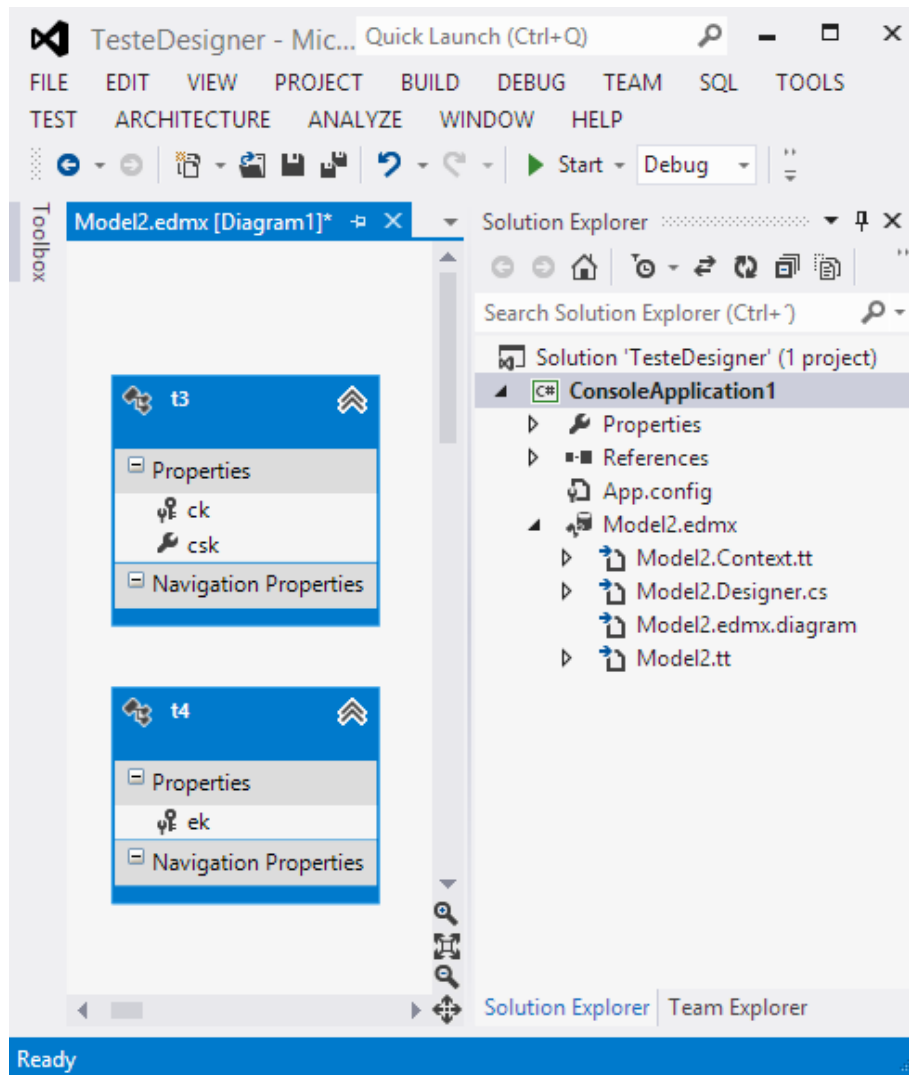 TesteDesigner - Mic... Quick Launch (Ctrl+Q)
FILE EDIT VIEW PROJECT BUILD DEBUG TEAM SQL TOOLS
TEST ARCHITECTURE ANALYZE WINDOW HELP
Start Debug
Toolbox
Model2.edmx [Diagram1]*
t3
Properties
ck
csk
Navigation Properties
t4
Properties
ek
Navigation Properties
Solution Explorer
Search Solution Explorer (Ctrl+´)
Solution 'TesteDesigner' (1 project)
C# ConsoleApplication1
Properties
References
App.config
Model2.edmx
Model2.Context.tt
Model2.Designer.cs
Model2.edmx.diagram
Model2.tt
Solution Explorer Team Explorer
Ready